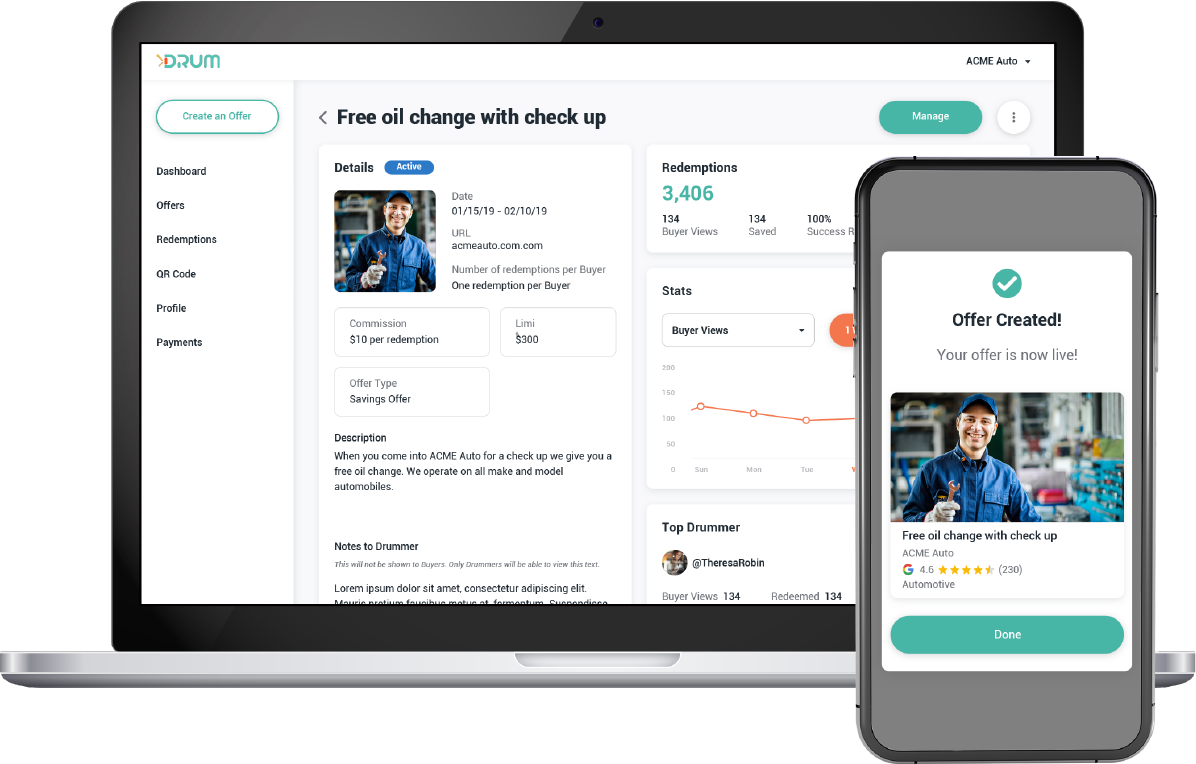 DRUM
ACME Auto
Create an Offer
Dashboard
Offers
Redemptions
QR Code
Profile
Payments
Free oil change with check up
Manage
Details
Active
Date
01/15/19 - 02/10/19
URL
acmeauto.com.com
Number of redemptions per Buyer
One redemption per Buyer
Commission
$10 per redemption
Limi
$300
Offer Type
Savings Offer
Description
When you come into ACME Auto for a check up we give you a
free oil change. We operate on all make and model
automobiles.
Notes to Drummer
This will not be shown to Buyers. Only Drummers will be able to view this text.
Lorem ipsum dolor sit amet, consectetur adipiscing elit.
Mauris pretium faucibus metus at, fermentum. Suspendisse
Redemptions
3,406
134
Buyer Views
134
Saved
100%
Success R
Stats
Buyer Views
1
200
150
100
50
0
Sun
Mon
Tue
Top Drummer
@TheresaRobin
Buyer Views 134
Redeemed 134
Offer Created!
Your offer is now live!
Free oil change with check up
ACME Auto
G 4.6 (230)
Automotive
Done